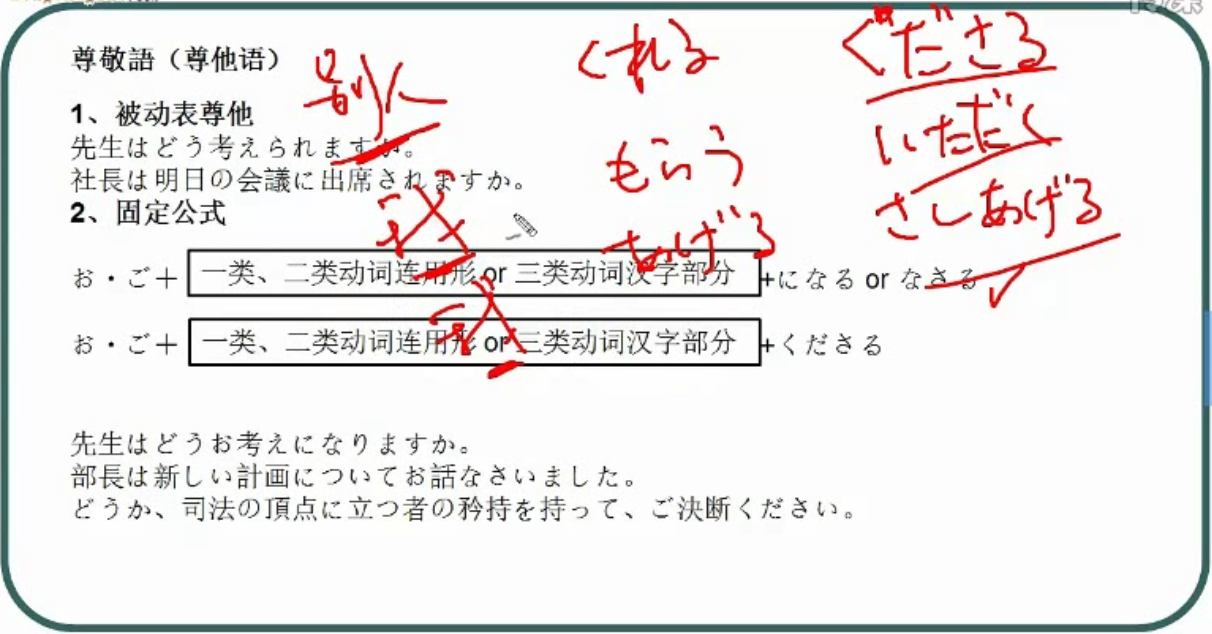 尊敬語（尊他语）
别人
くれる
くださる
1、被动表尊他
先生はどう考えられますか。
いただく
もらう
社長は明日の会議に出席されますか。
さしあげる
2、固定公式
我
あげる
お・ご＋ 一类、二类动词连用形 or 三类动词汉字部分 +になる or なさる
我
お・ご＋ 一类、二类动词连用形 or 三类动词汉字部分 +くださる
先生はどうお考えになりますか。
部長は新しい計画についてお話なさいました。
どうか、司法の頂点に立つ者の矜持を持って、ご決断ください。